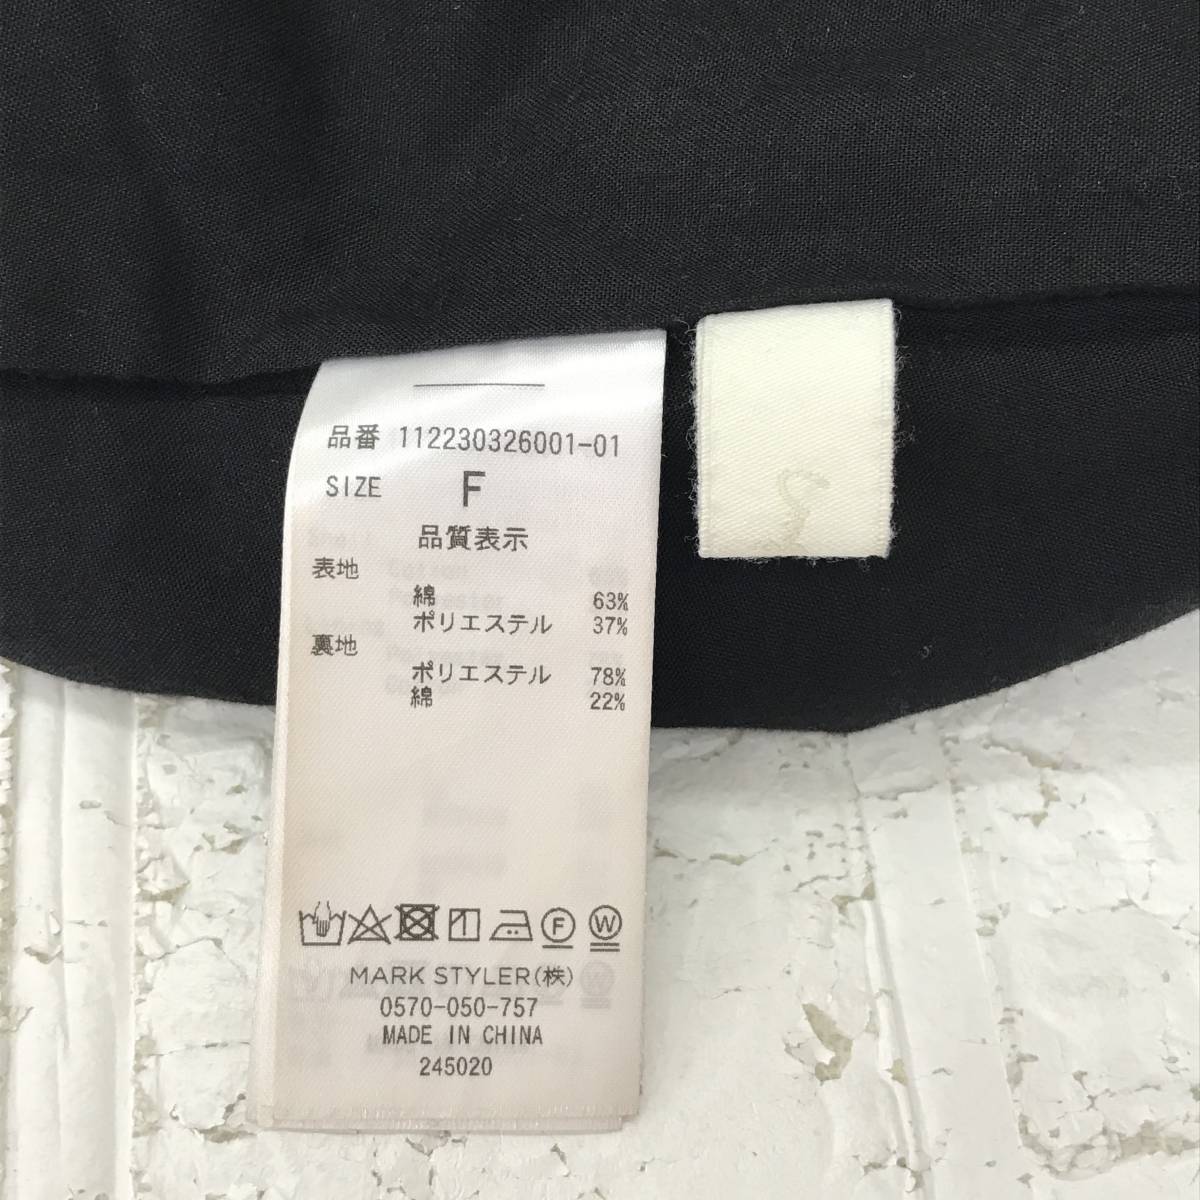 品番 112230326001-01
SIZE F
品質表示
表地
綿 63%
ポリエステル 37%
裏地
ポリエステル 78%
綿 22%
F W
MARK STYLER(株)
0570-050-757
MADE IN CHINA
245020